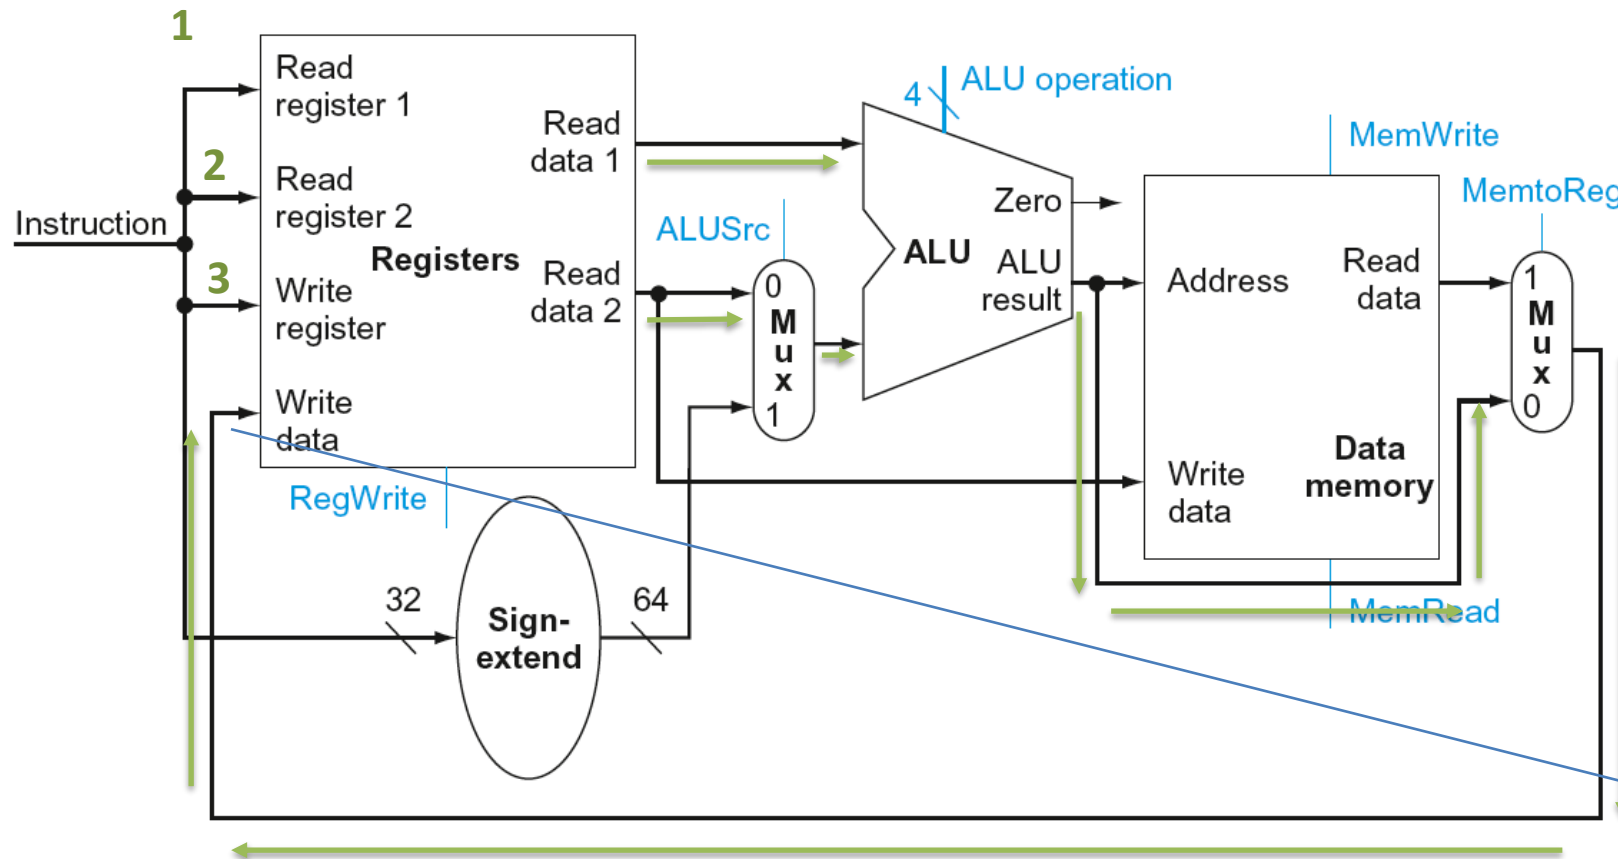 1
Read
register 1
2
Read
register 2
Instruction
3
Registers
Write
register
Write
data
Read
data 1
Read
data 2
RegWrite
32
Sign-
extend
64
ALUSrc
0
M
u
x
1
4
ALU operation
Zero
ALU
ALU
result
MemWrite
Address
Read
data
Write
data
Data
memory
MemRead
MemtoReg
1
M
u
x
0